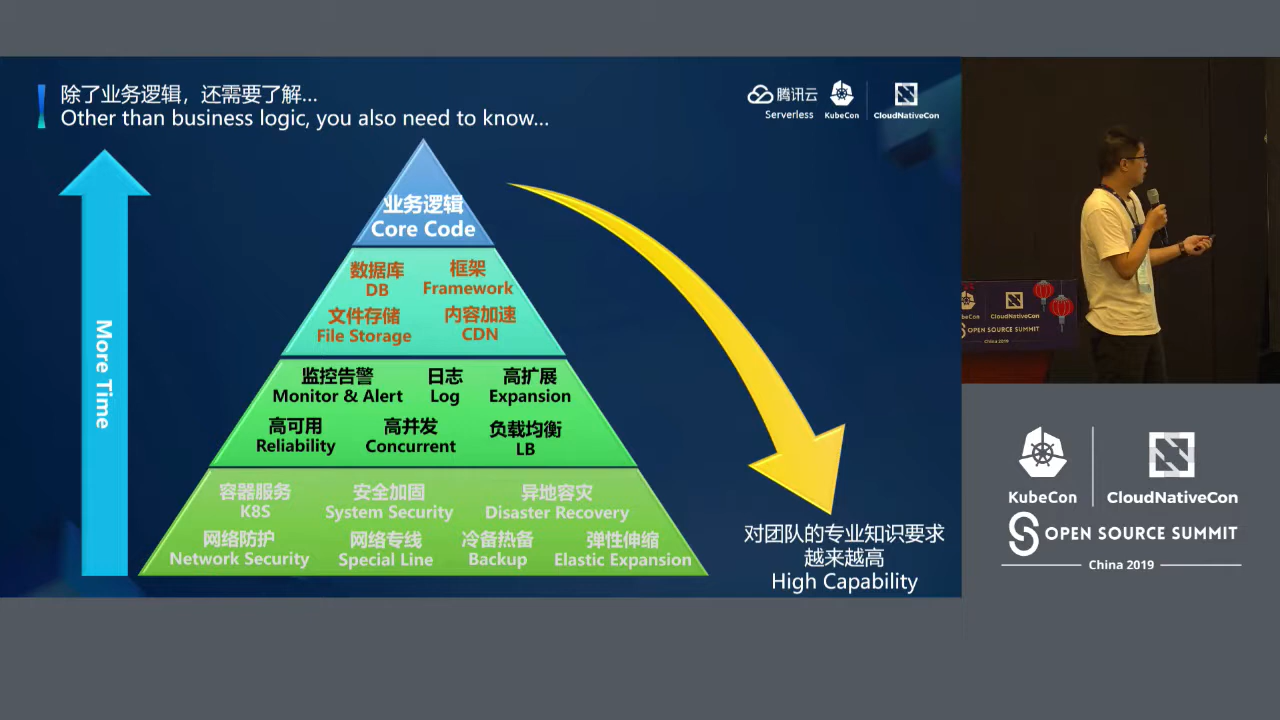 除了业务逻辑，还需要了解...
Other than business logic, you also need to know...
腾讯云
Serverless
KubeCon
CloudNativeCon
More Time
业务逻辑
Core Code
数据库
DB
框架
Framework
文件存储
File Storage
内容加速
CDN
监控告警
Monitor & Alert
日志
Log
高扩展
Expansion
高可用
Reliability
高并发
Concurrent
负载均衡
LB
容器服务
K8S
安全加固
System Security
异地容灾
Disaster Recovery
网络防护
Network Security
网络专线
Special Line
冷备热备
Backup
弹性伸缩
Elastic Expansion
对团队的专业知识要求
越来越高
High Capability
CloudNativeCon
OPEN SOURCE SUMMIT
China 2019
KubeCon
CloudNativeCon
OPEN SOURCE SUMMIT
China 2019